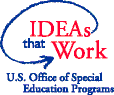 IDEAs
that
Work
U.S. Office of Special
Education Programs